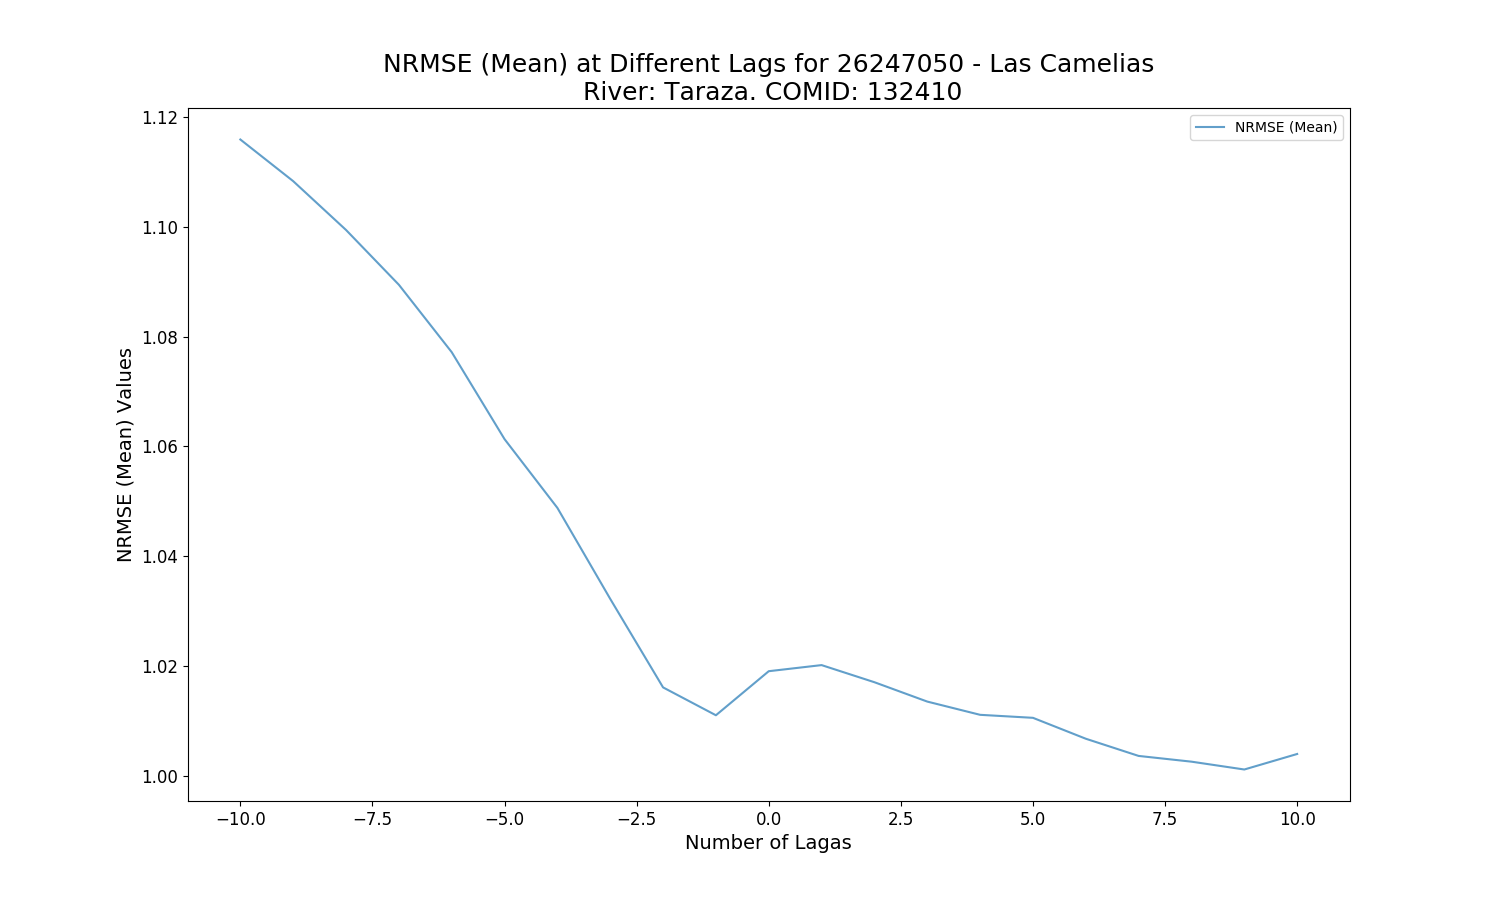 NRMSE (Mean) at Different Lags for 26247050 - Las Camelias
River: Taraza. COMID: 132410
NRMSE (Mean)
NRMSE (Mean) Values
1.12
1.10
1.08
1.06
1.04
1.02
1.00
−10.0 −7.5 −5.0 −2.5 0.0 2.5 5.0 7.5 10.0
Number of Lagas